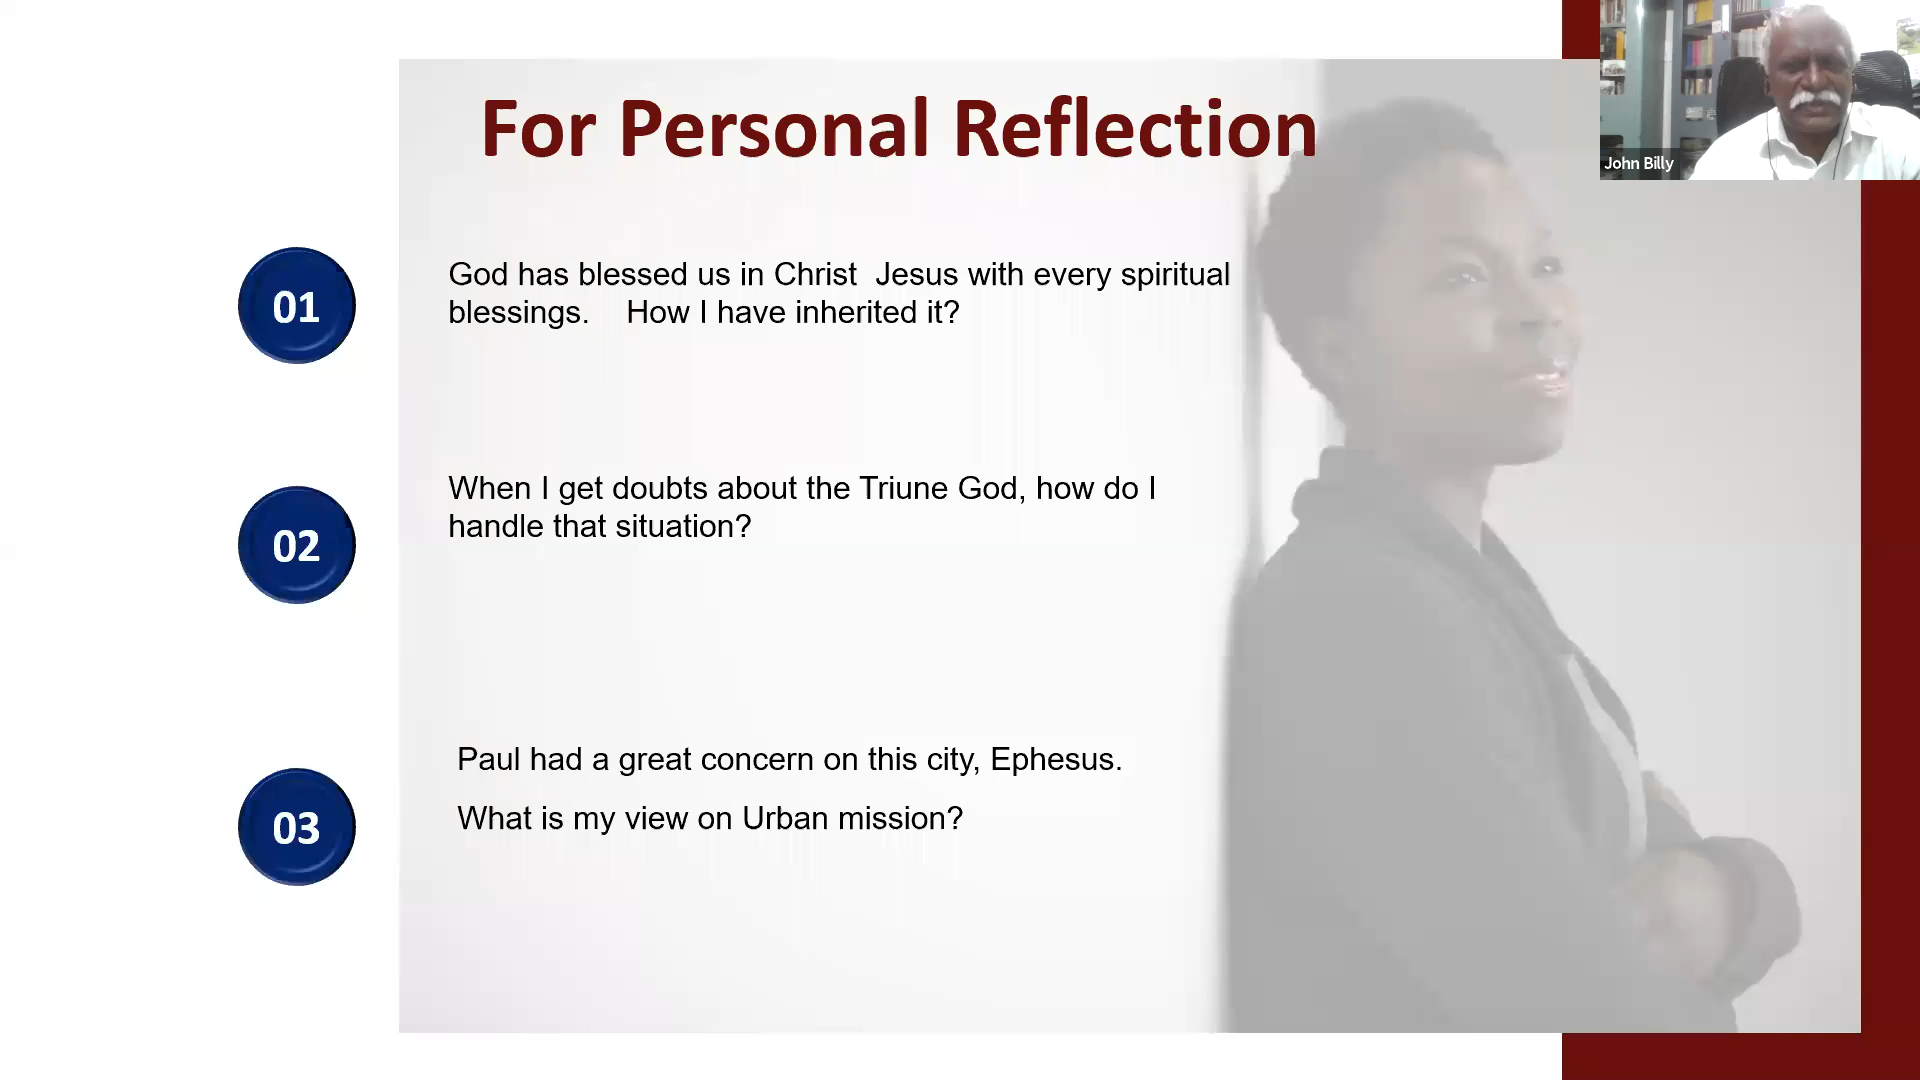 For Personal Reflection
John Billy
01
God has blessed us in Christ  Jesus with every spiritual
blessings.    How I have inherited it?
02
When I get doubts about the Triune God, how do I
handle that situation?
03
Paul had a great concern on this city, Ephesus.
What is my view on Urban mission?